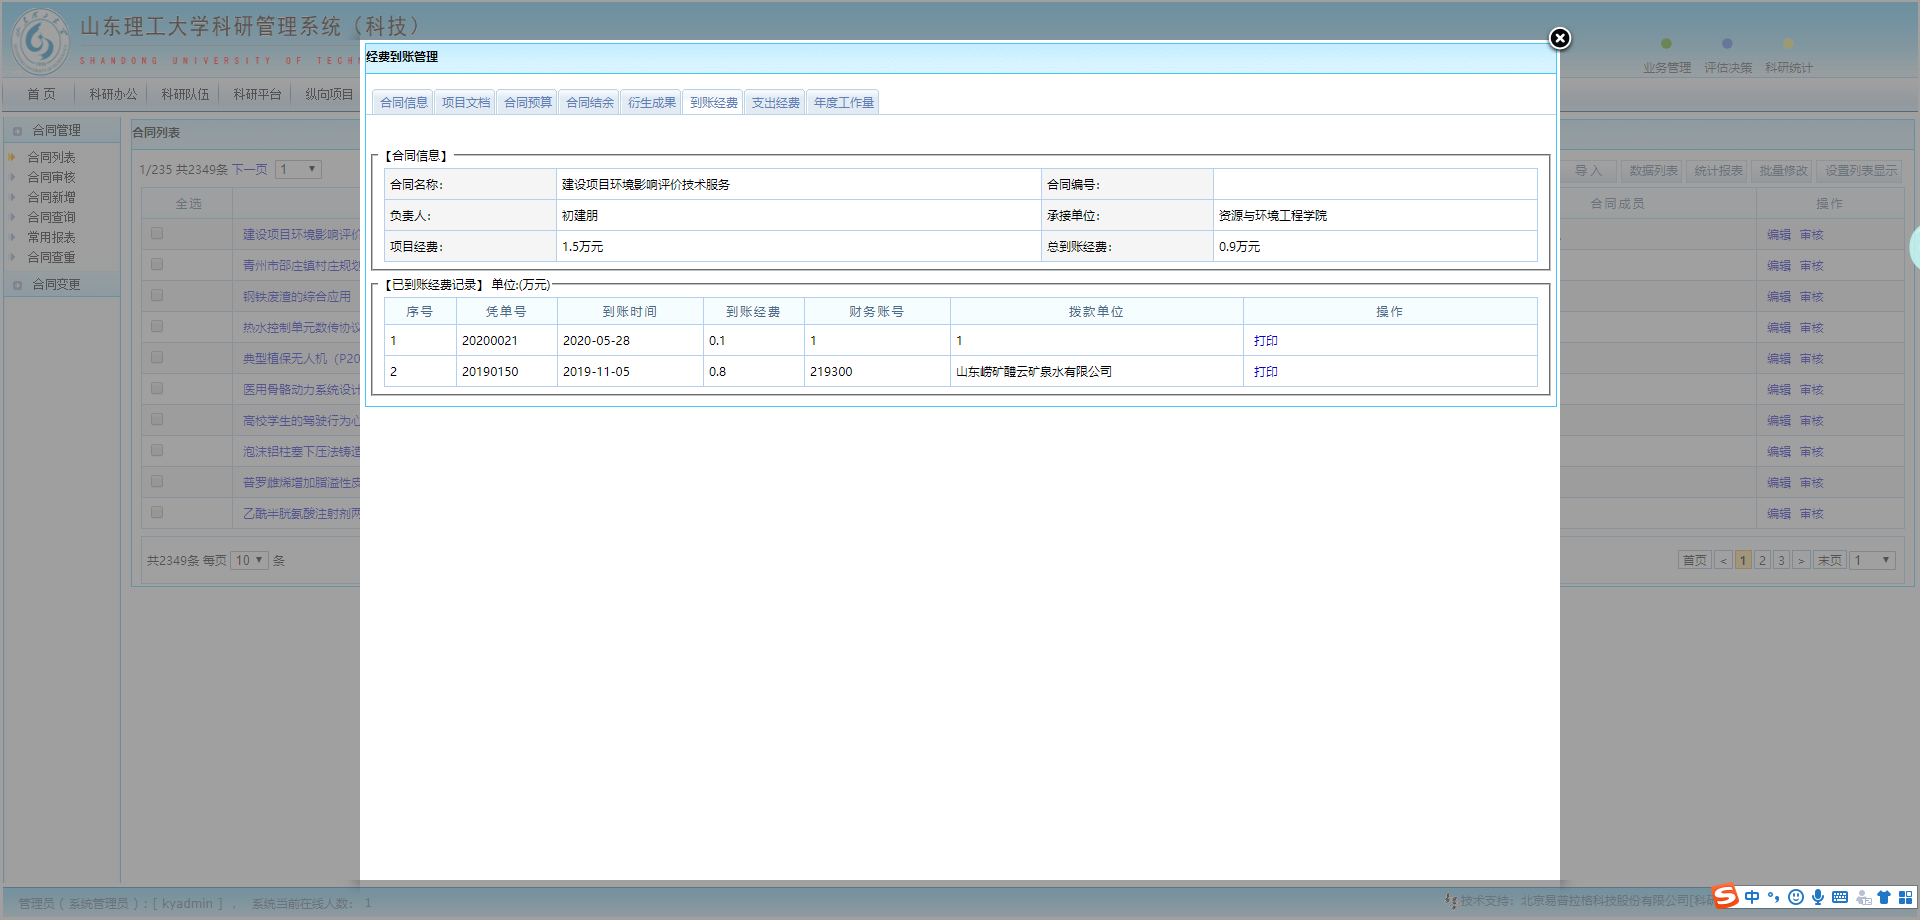 山东理工大学科研管理系统（科技）
SHANDONG UNIVERSITY OF TECH
业务管理 评估决策 科研统计
首 页 科研办公 科研队伍 科研平台 纵向项目
经费到账管理
合同信息 项目文档 合同预算 合同结余 衍生成果 到账经费 支出经费 年度工作量
合同管理
合同列表
合同审核
合同新增
合同查询
常用报表
合同查重
合同变更
合同列表
1/235 共2349条 下一页 1
导 入 数据列表 统计报表 批量修改 设置列表显示
全选 合同成员 操作
建设项目环境影响评价 编辑 审核
青州市邵庄镇村庄规划 编辑 审核
钢铁废渣的综合应用 编辑 审核
热水控制单元数传协议 编辑 审核
典型植保无人机（P20 编辑 审核
医用骨骼动力系统设计 编辑 审核
高校学生的驾驶行为心 编辑 审核
泡沫铝柱塞下压法铸造 编辑 审核
普罗雌烯增加脂溢性皮 编辑 审核
乙酰半胱氨酸注射剂两 编辑 审核
共2349条 每页 10 条
首页 < 1 2 3 > 末页 1
【合同信息】
合同名称: 建设项目环境影响评价技术服务 合同编号:
负责人: 初建朋 承接单位: 资源与环境工程学院
项目经费: 1.5万元 总到账经费: 0.9万元
【已到账经费记录】 单位:(万元)
序号 凭单号 到账时间 到账经费 财务账号 拨款单位 操作
1 20200021 2020-05-28 0.1 1 1 打印
2 20190150 2019-11-05 0.8 219300 山东崂矿醴云矿泉水有限公司 打印
管理员 ( 系统管理员 ) : [ kyadmin ] ， 系统当前在线人数: 1
技术支持: 北京易普拉格科技股份有限公司[科研
S 中